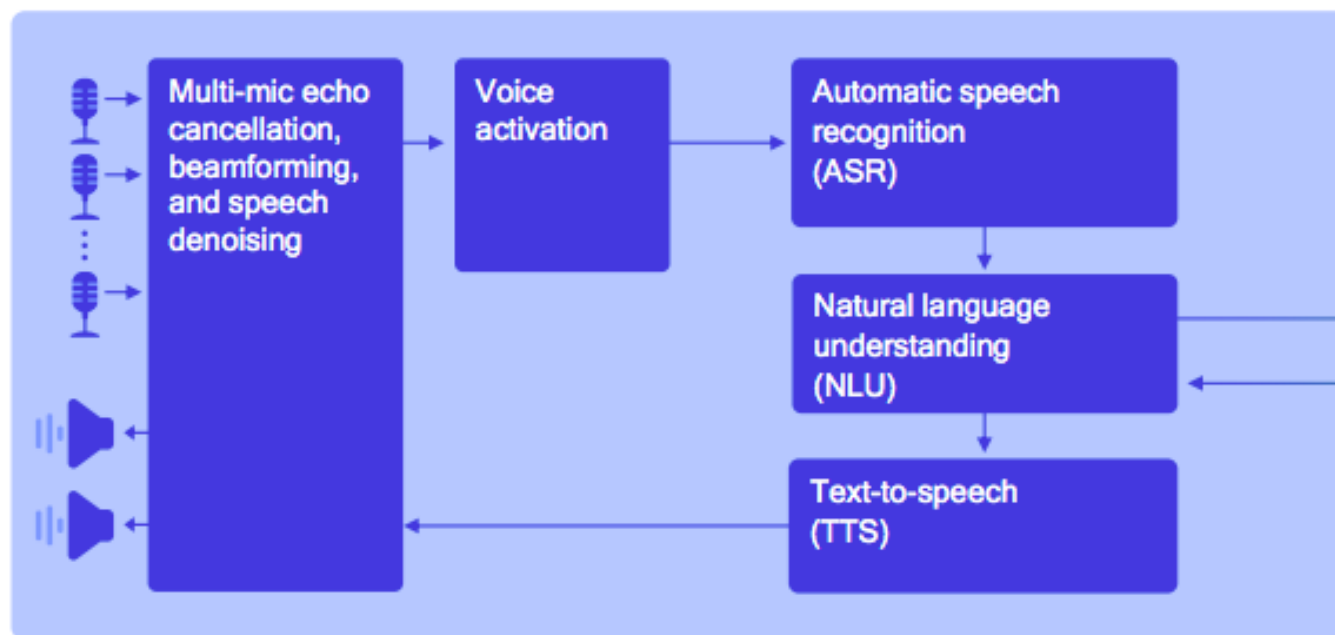 Multi-mic echo
cancellation,
beamforming,
and speech
denoising
Voice
activation
Automatic speech
recognition
(ASR)
Natural language
understanding
(NLU)
Text-to-speech
(TTS)